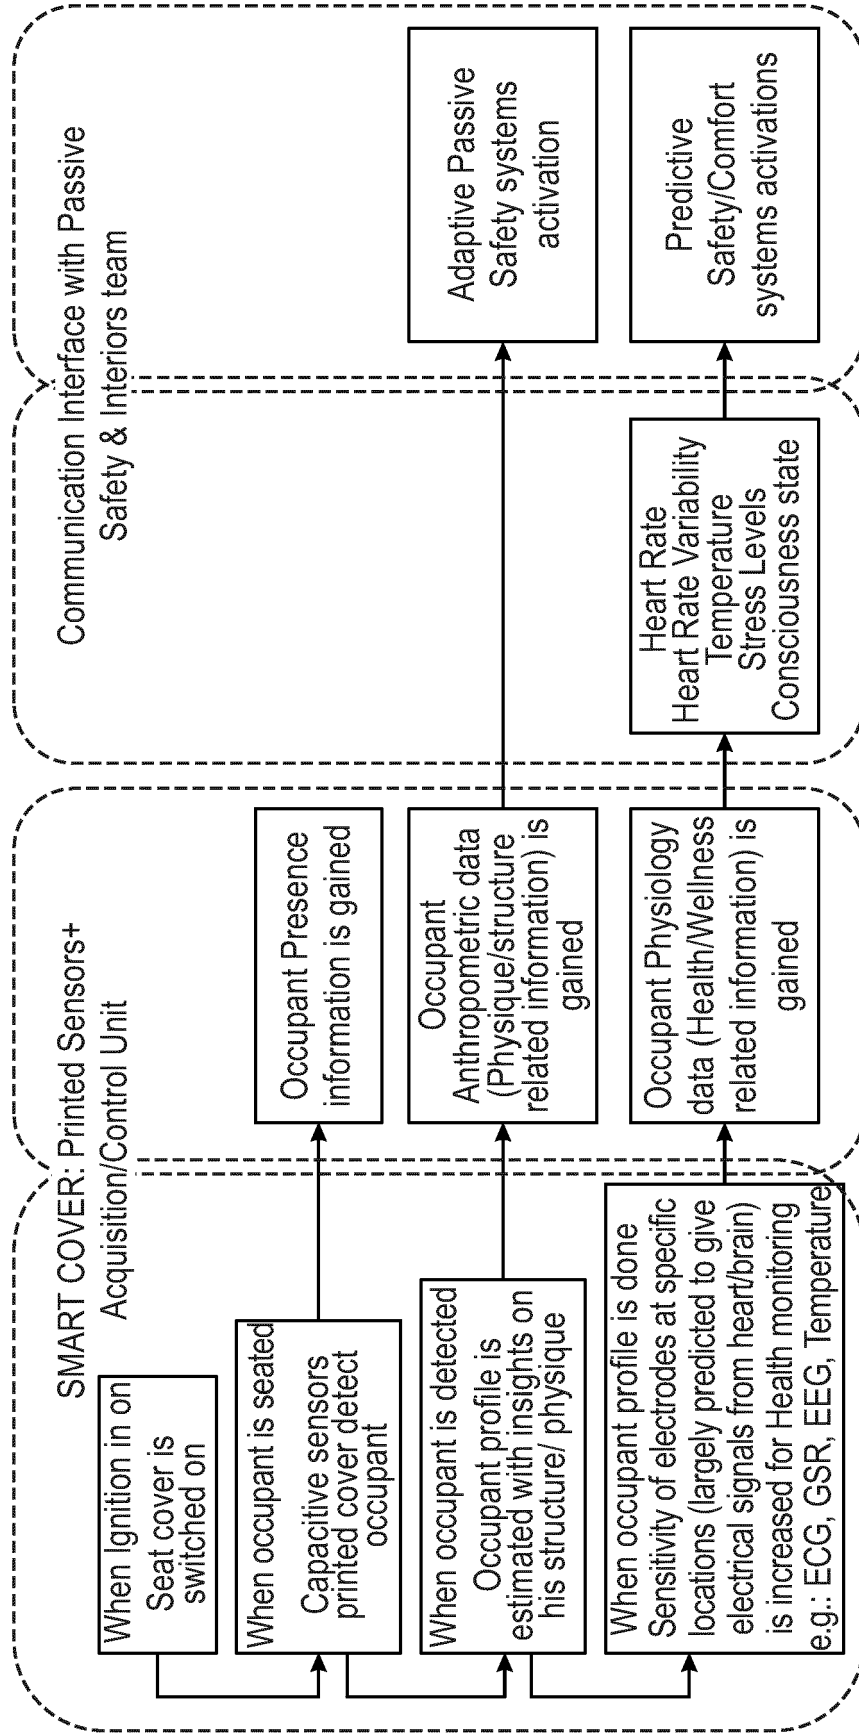 SMART COVER: Printed Sensors+
Acquisition/Control Unit
Communication Interface with Passive
Safety & Interiors team
When Ignition in on
Seat cover is
switched on
When occupant is seated
Capacitive sensors
printed cover detect
occupant
Occupant Presence
information is gained
When occupant is detected
Occupant profile is
estimated with insights on
his structure/ physique
Occupant
Anthropometric data
(Physique/structure
related information) is
gained
Adaptive Passive
Safety systems
activation
When occupant profile is done
Sensitivity of electrodes at specific
locations (largely predicted to give
electrical signals from heart/brain)
is increased for Health monitoring
e.g.: ECG, GSR, EEG, Temperature
Occupant Physiology
data (Health/Wellness
related information) is
gained
Heart Rate
Heart Rate Variability
Temperature
Stress Levels
Consciousness state
Predictive
Safety/Comfort
systems activations